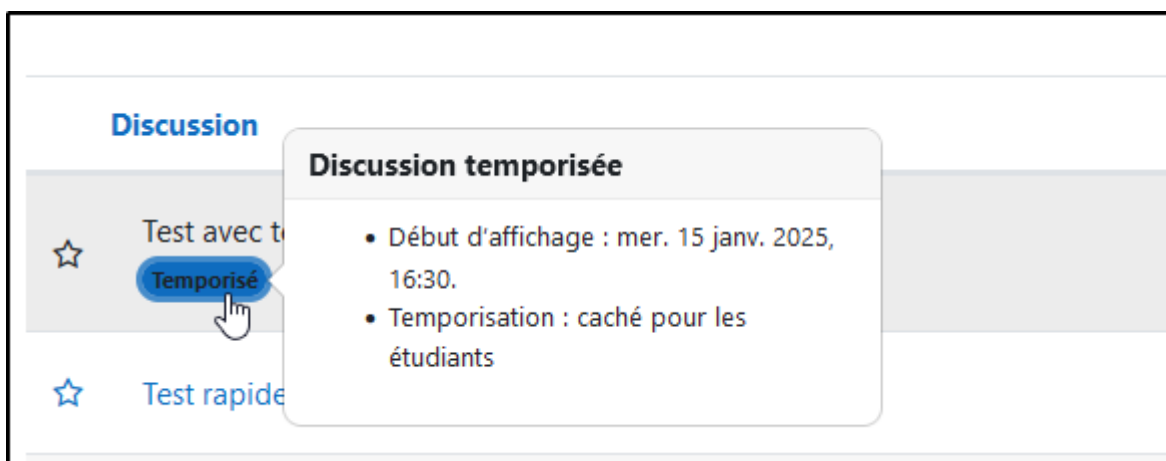 Discussion
Discussion temporisée
Test avec
• Début d'affichage : mer. 15 janv. 2025,
16:30.
Temporisé
• Temporisation : caché pour les
étudiants
Test rapide